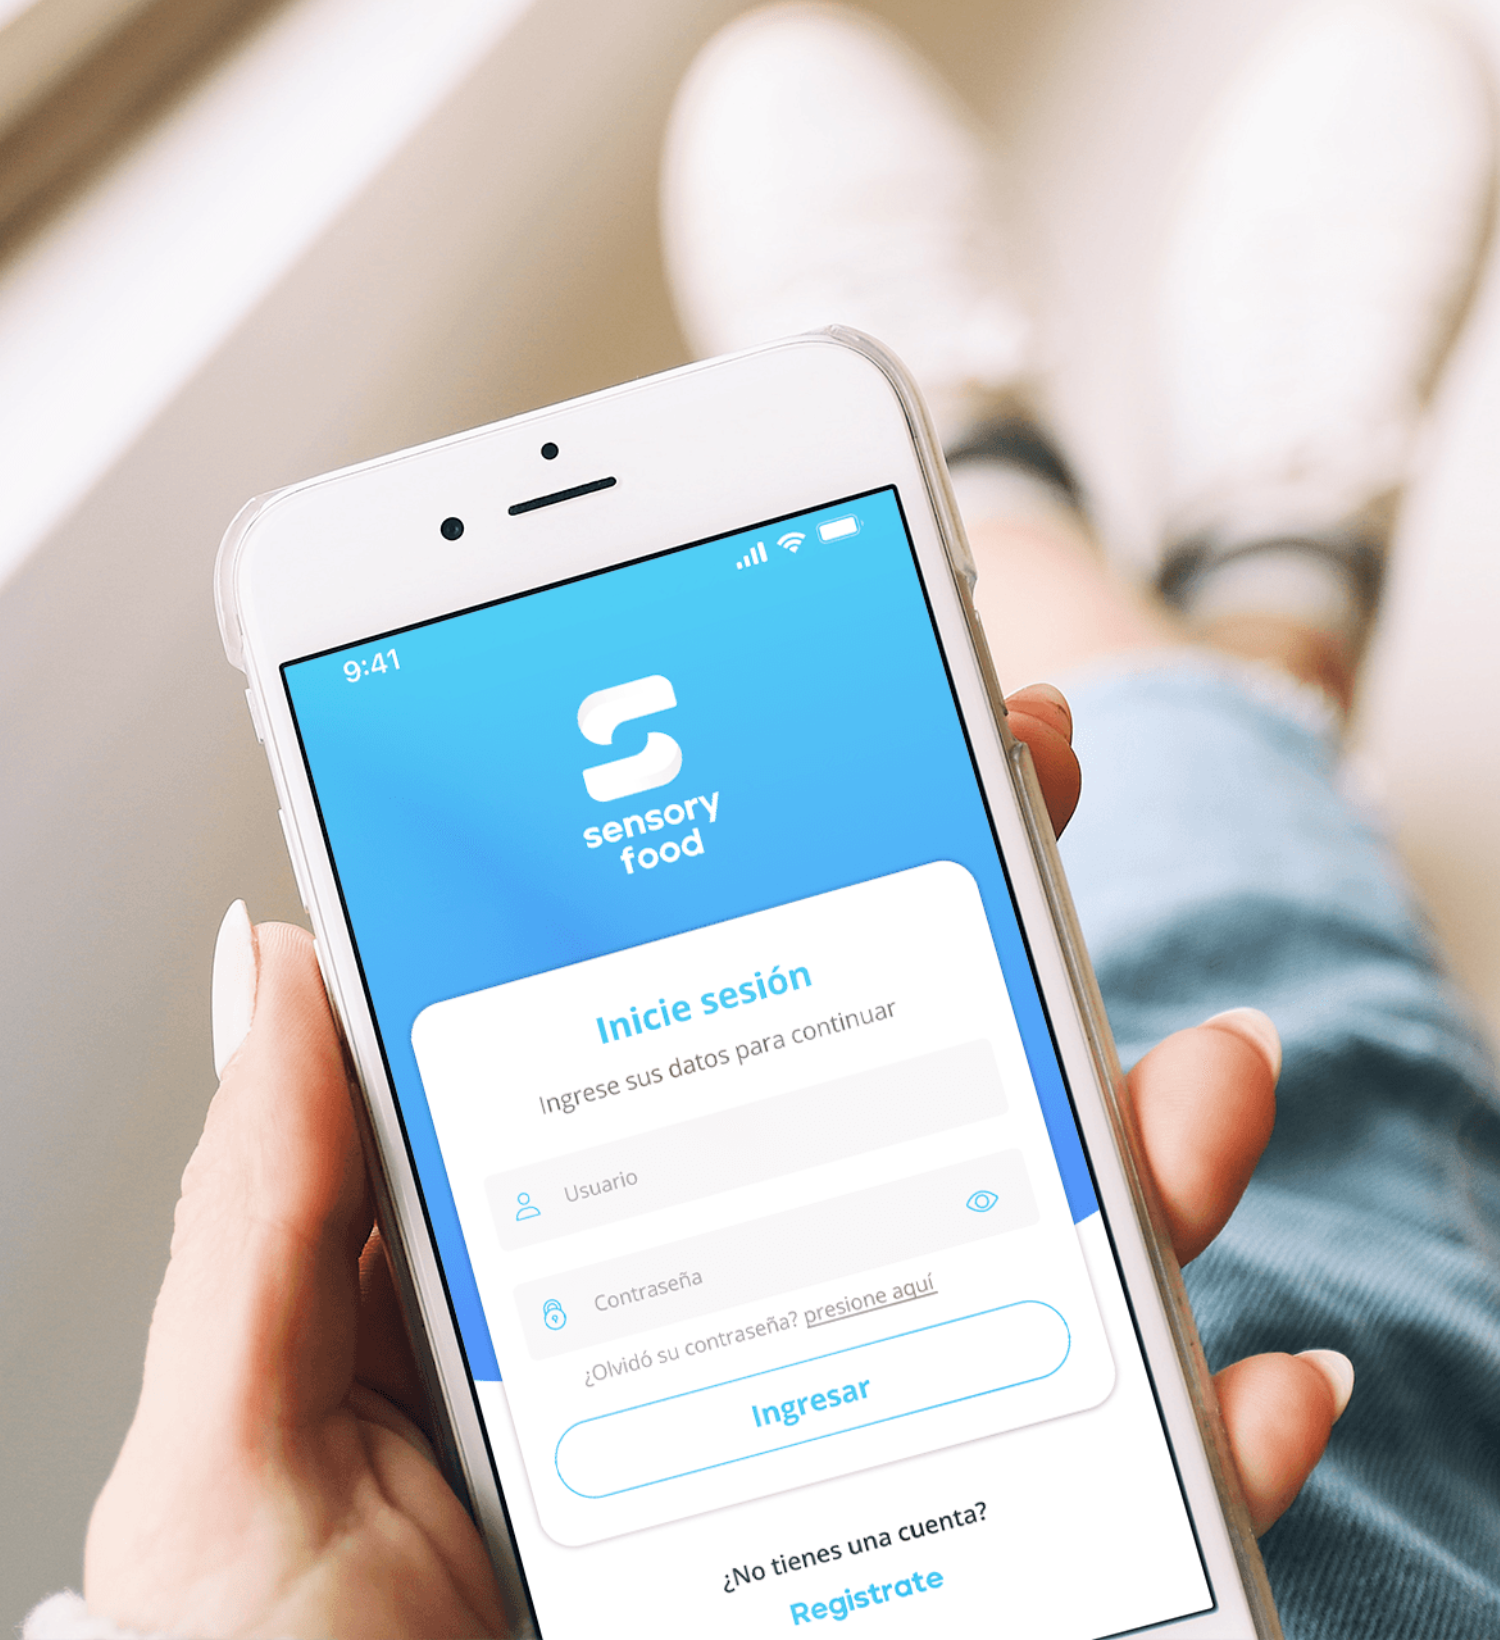 9:41
sensory
food
Inicie sesión
Ingrese sus datos para continuar
Usuario
Contraseña
¿Olvidó su contraseña? presione aquí
Ingresar
¿No tienes una cuenta?
Registrate